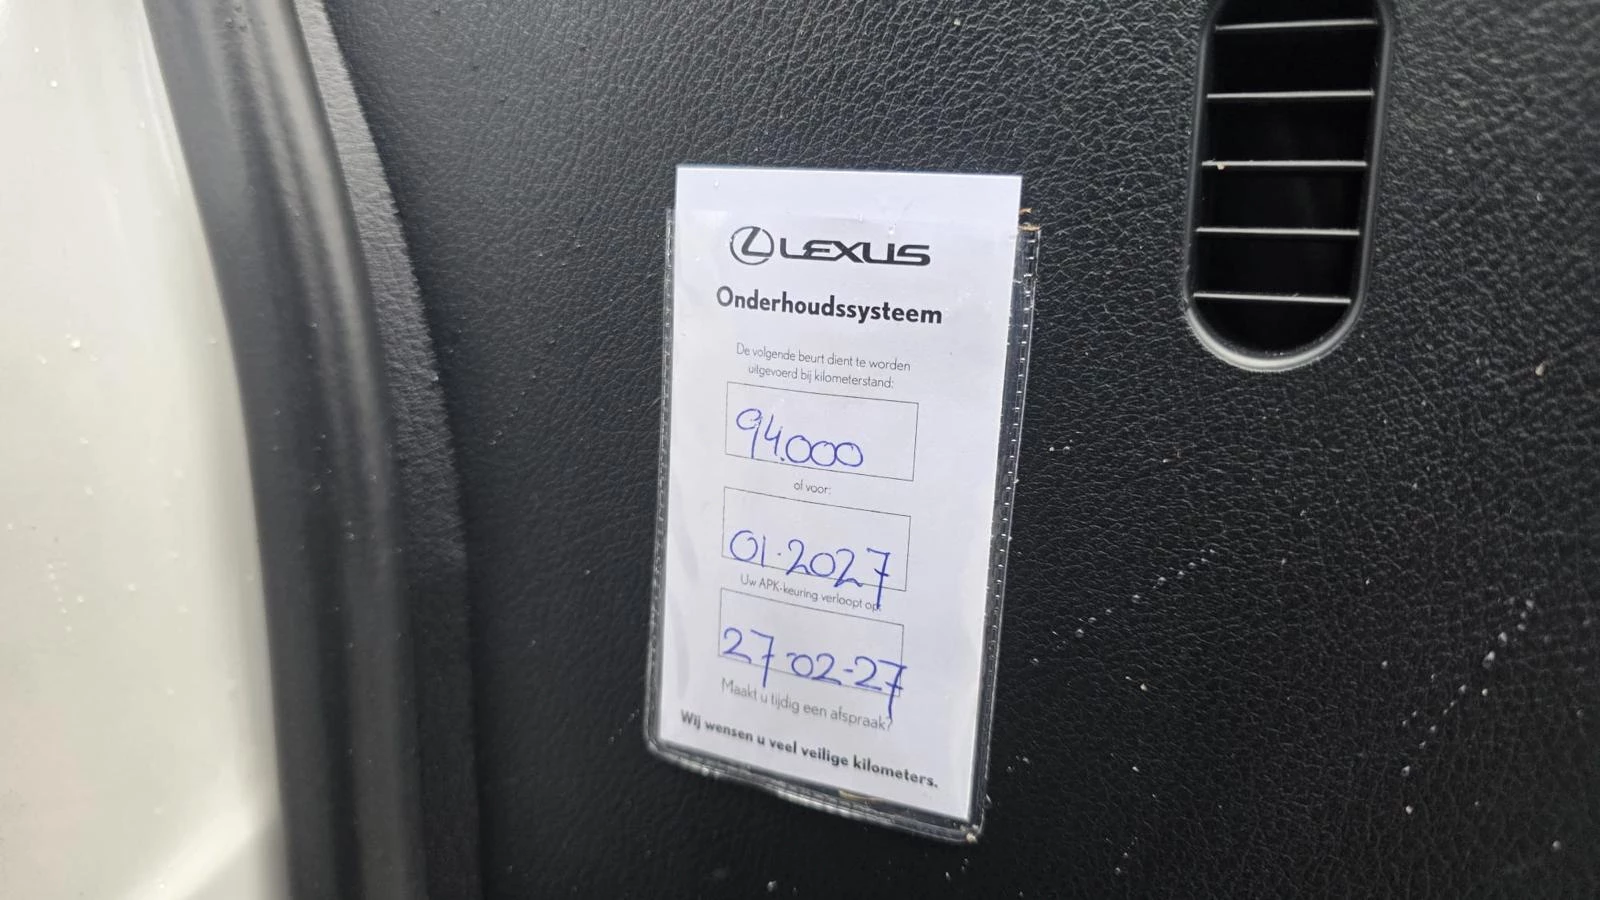 LEXUS
Onderhoudssysteem
De volgende beurt dient te worden
uitgevoerd bij kilometerstand:
94.000
of voor:
01-2027
Uw APK-keuring verloopt op:
27-02-27
Maakt u tijdig een afspraak?
Wij wensen u veel veilige kilometers.